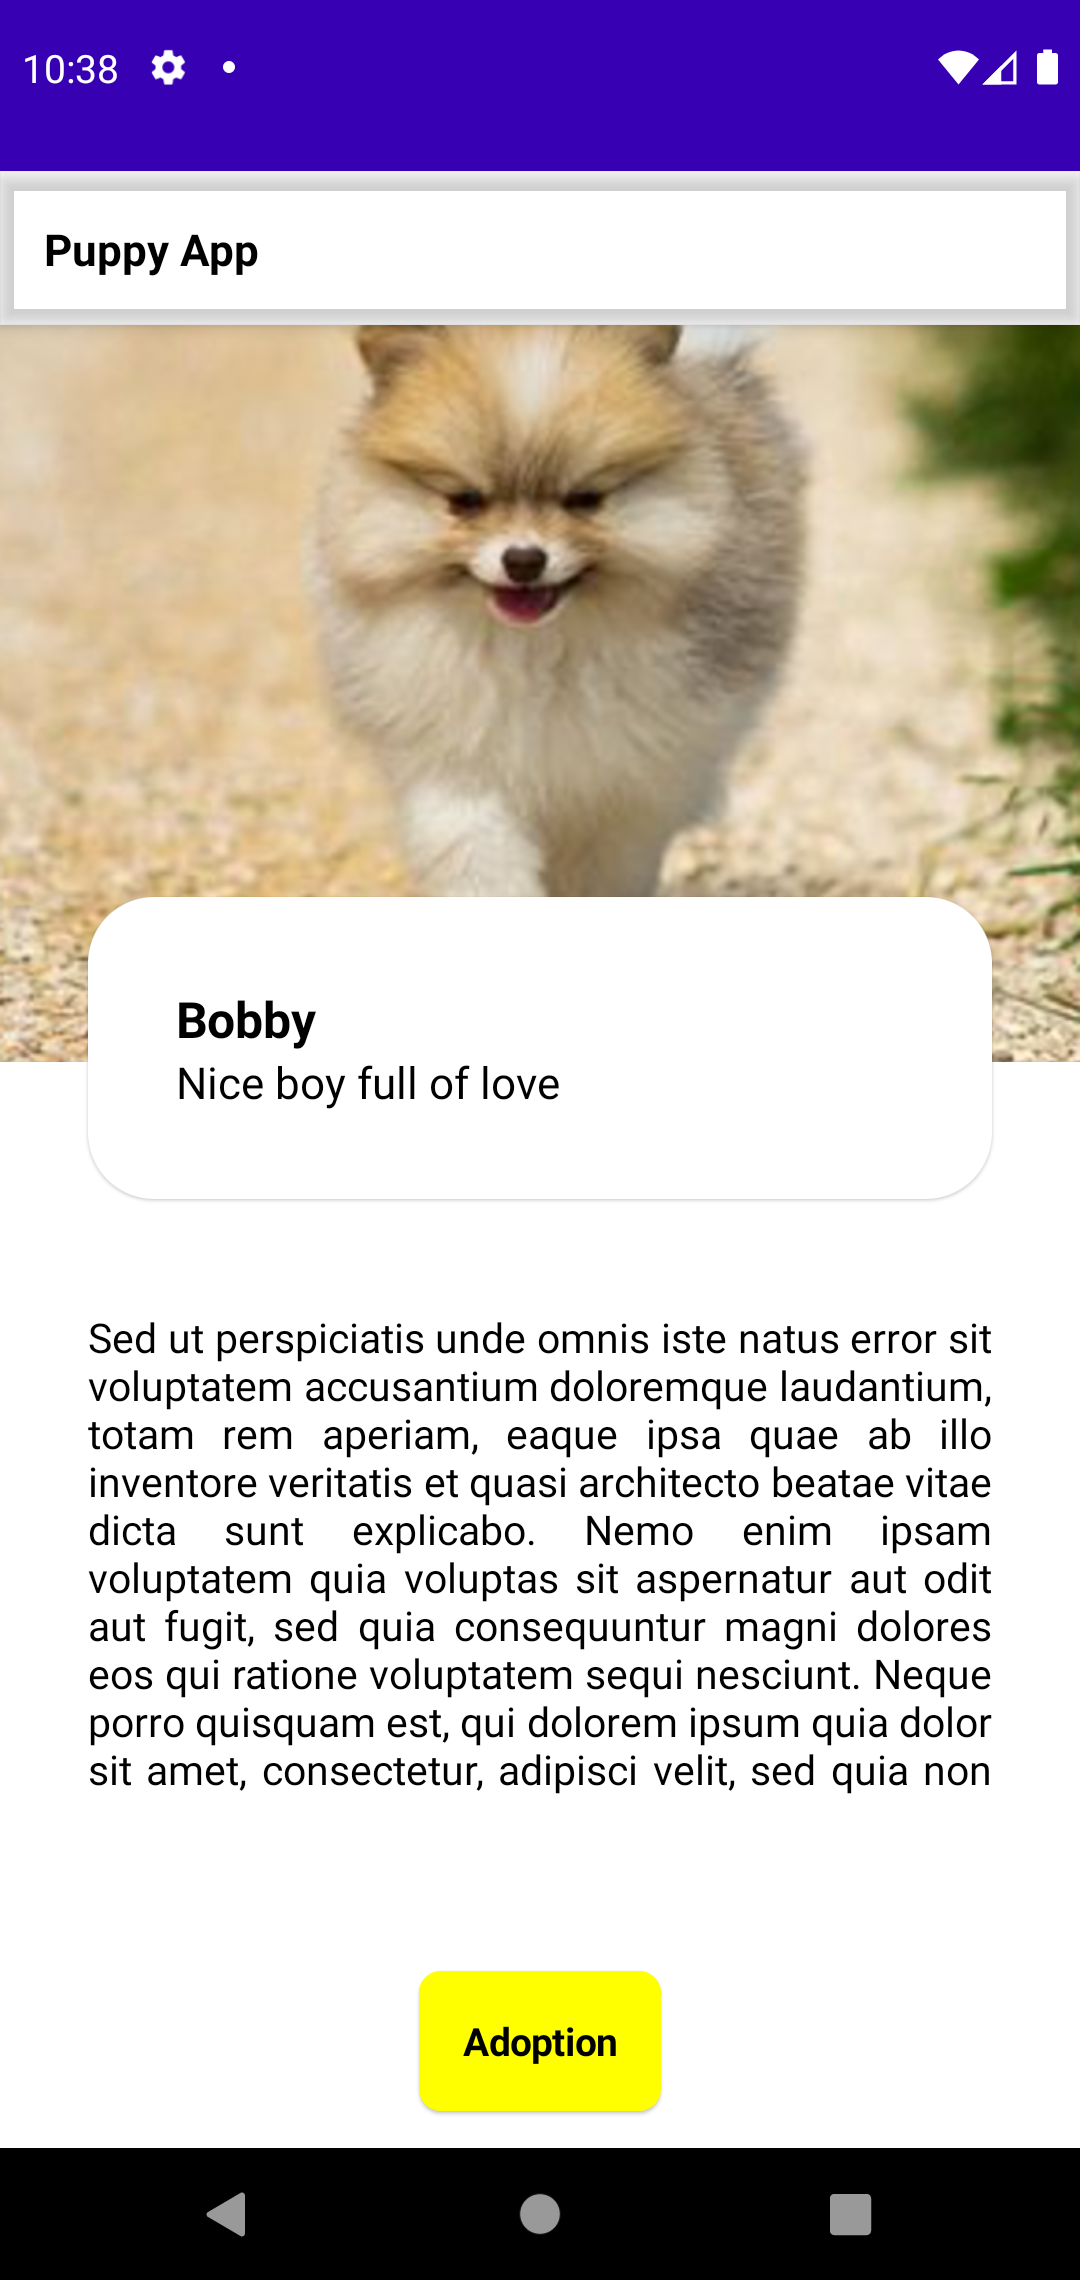 10:38
Puppy App
Bobby
Nice boy full of love
Sed ut perspiciatis unde omnis iste natus error sit
voluptatem accusantium doloremque laudantium,
totam rem aperiam, eaque ipsa quae ab illo
inventore veritatis et quasi architecto beatae vitae
dicta sunt explicabo. Nemo enim ipsam
voluptatem quia voluptas sit aspernatur aut odit
aut fugit, sed quia consequuntur magni dolores
eos qui ratione voluptatem sequi nesciunt. Neque
porro quisquam est, qui dolorem ipsum quia dolor
sit amet, consectetur, adipisci velit, sed quia non
Adoption